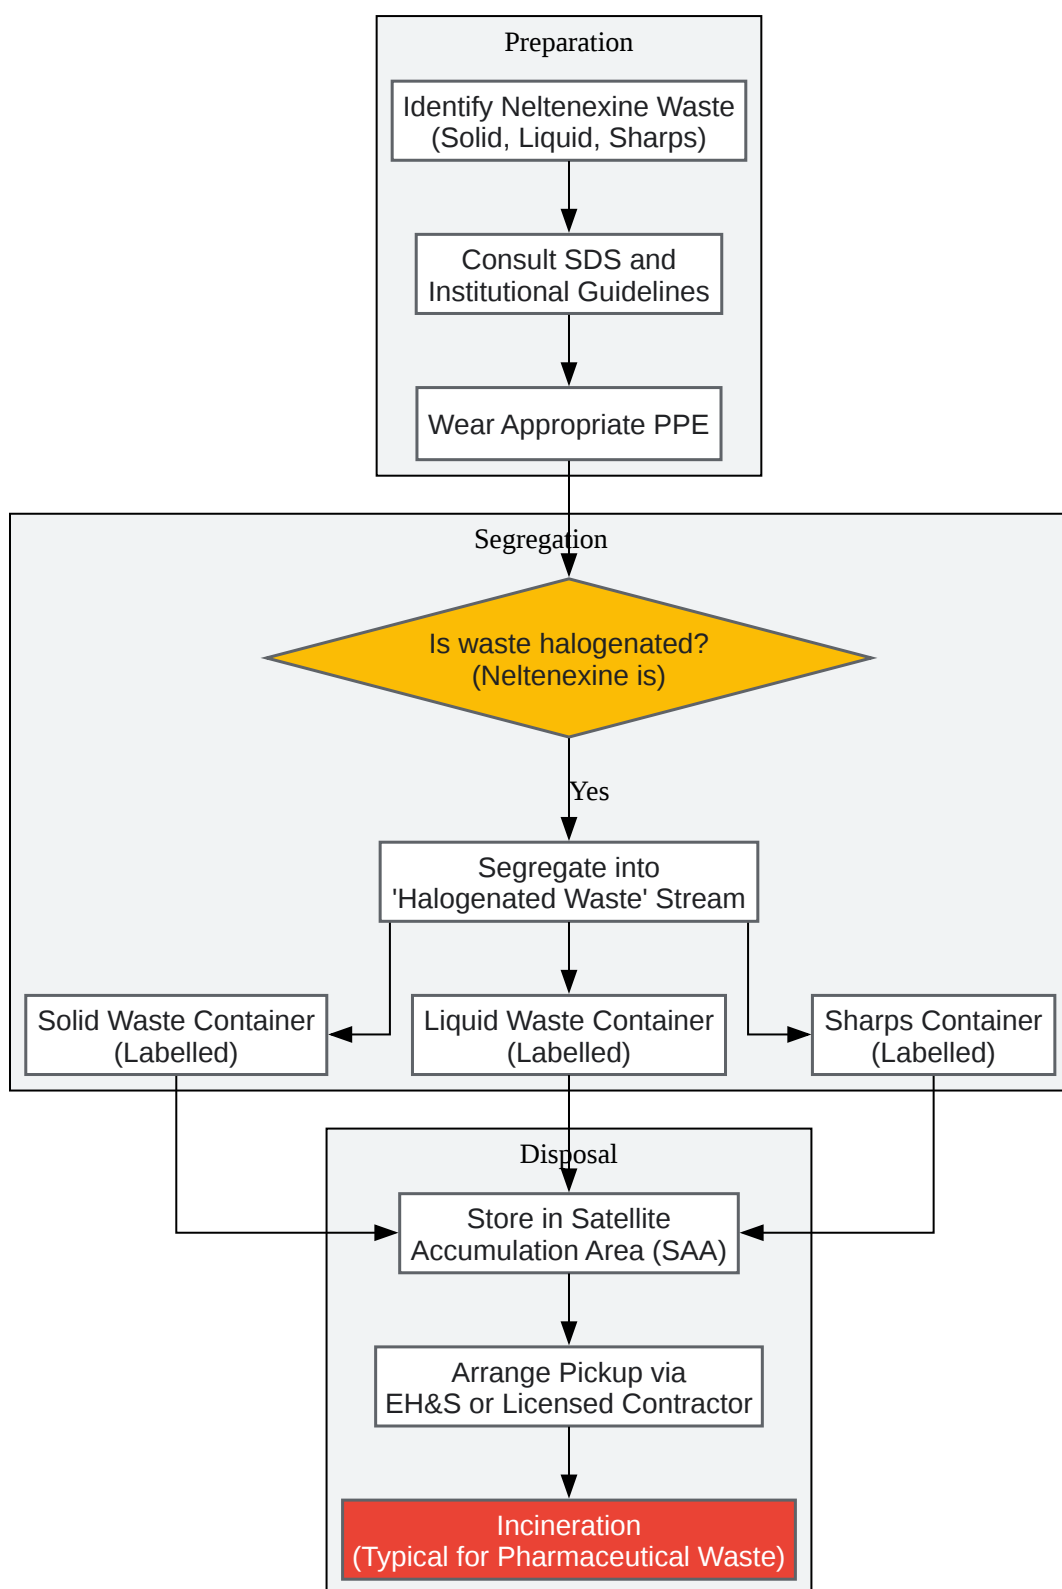 Preparation
Identify Neltenexine Waste
(Solid, Liquid, Sharps)
Consult SDS and
Institutional Guidelines
Wear Appropriate PPE
Segregation
Is waste halogenated?
(Neltenexine is)
Yes
Segregate into
'Halogenated Waste' Stream
Solid Waste Container
(Labelled)
Liquid Waste Container
(Labelled)
Sharps Container
(Labelled)
Disposal
Store in Satellite
Accumulation Area (SAA)
Arrange Pickup via
EH&S or Licensed Contractor
Incineration
(Typical for Pharmaceutical Waste)